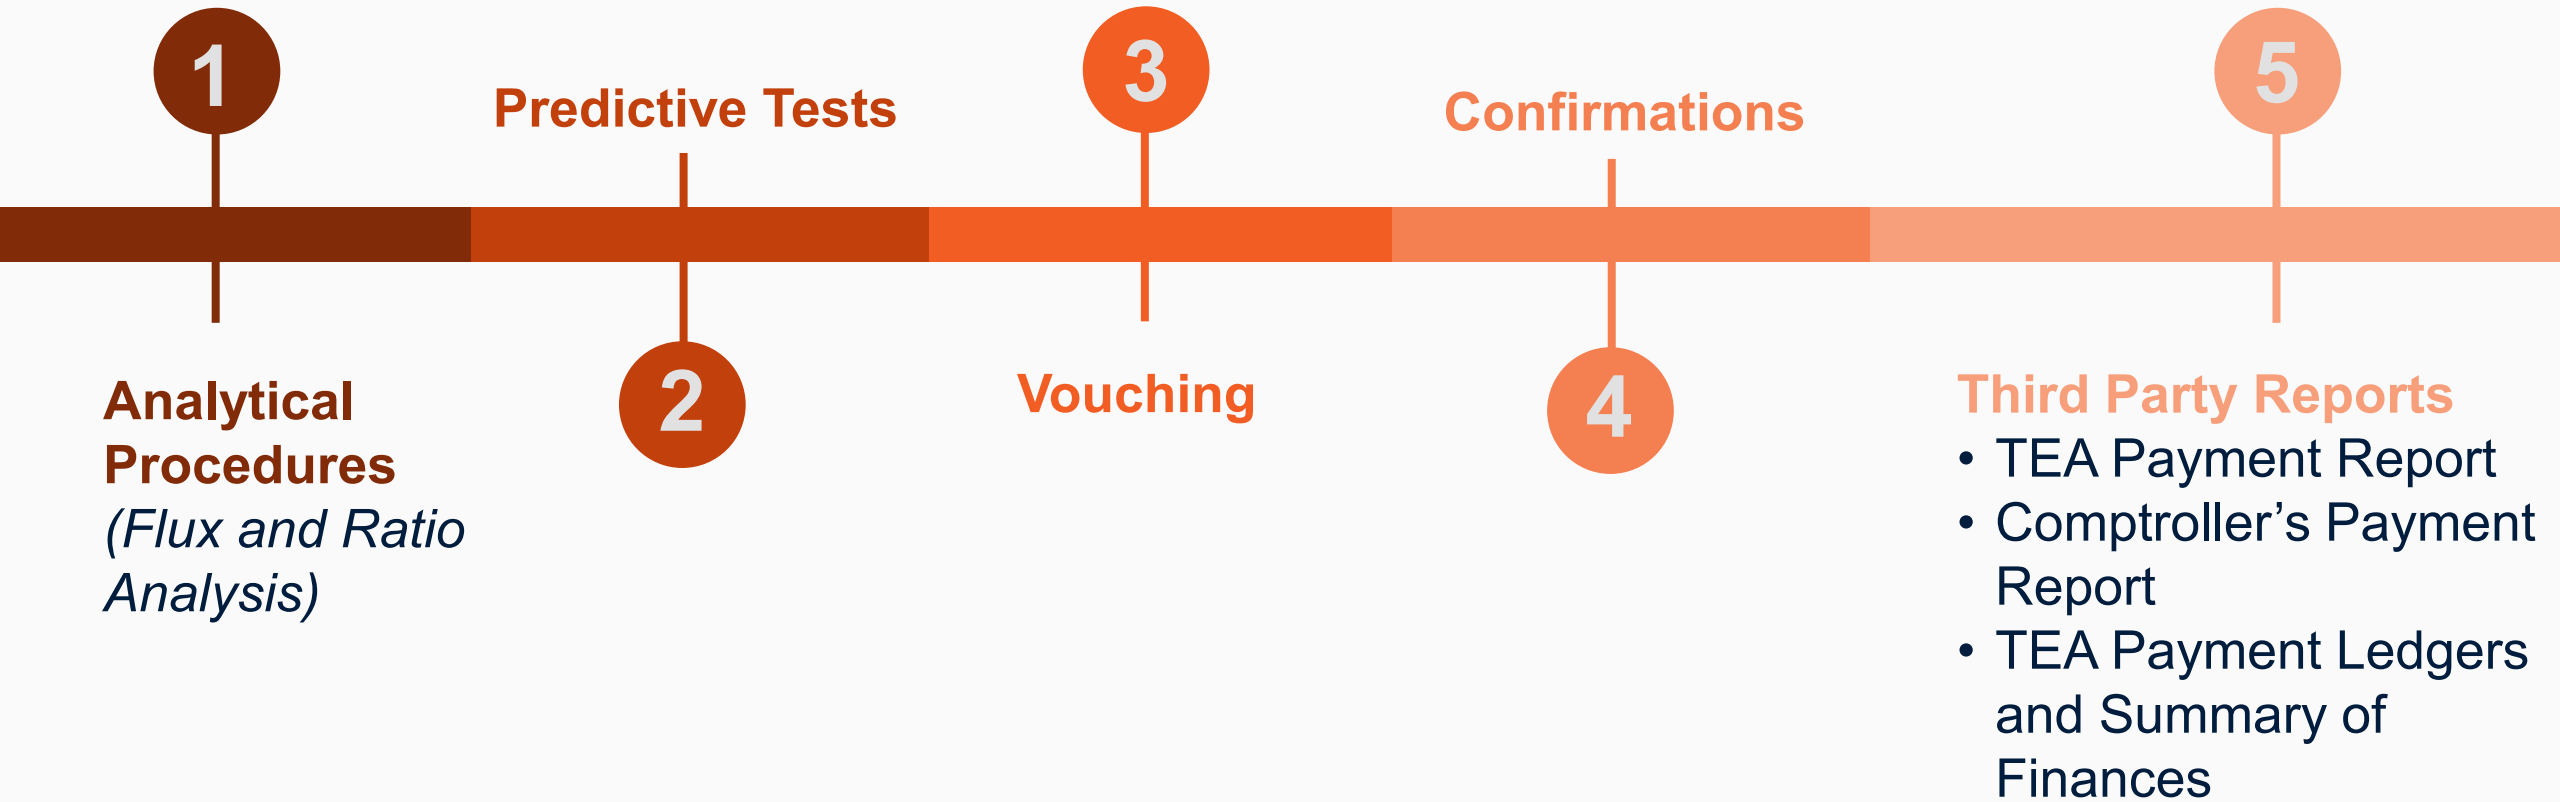 1
Analytical
Procedures
(Flux and Ratio
Analysis)
Predictive Tests
2
3
Vouching
Confirmations
4
5
Third Party Reports
• TEA Payment Report
• Comptroller’s Payment
Report
• TEA Payment Ledgers
and Summary of
Finances